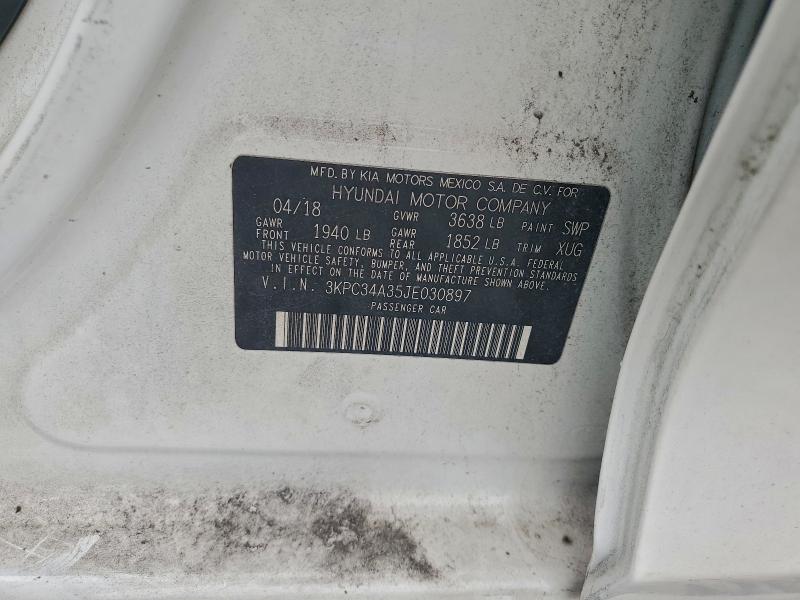 MFD. BY KIA MOTORS MEXICO S.A. DE C.V. FOR
HYUNDAI MOTOR COMPANY
04/18 GVWR 3638 LB PAINT SWP
GAWR FRONT 1940 LB GAWR REAR 1852 LB TRIM XUG
THIS VEHICLE CONFORMS TO ALL APPLICABLE U.S.A. FEDERAL
MOTOR VEHICLE SAFETY, BUMPER, AND THEFT PREVENTION STANDARDS
IN EFFECT ON THE DATE OF MANUFACTURE SHOWN ABOVE.
V.I.N. 3KPC34A35JE030897
PASSENGER CAR